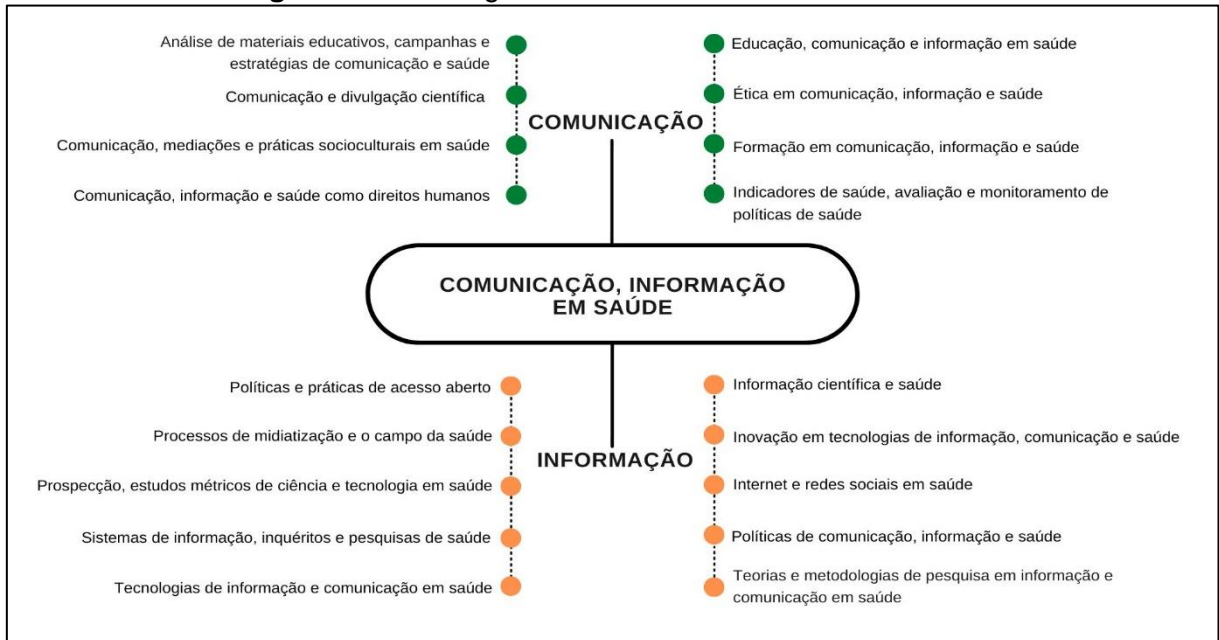 Análise de materiais educativos, campanhas e
estratégias de comunicação e saúde
Comunicação e divulgação científica
Comunicação, mediações e práticas socioculturais em saúde
Comunicação, informação e saúde como direitos humanos
COMUNICAÇÃO
Educação, comunicação e informação em saúde
Ética em comunicação, informação e saúde
Formação em comunicação, informação e saúde
Indicadores de saúde, avaliação e monitoramento de
políticas de saúde
COMUNICAÇÃO, INFORMAÇÃO
EM SAÚDE
Políticas e práticas de acesso aberto
Processos de midiatização e o campo da saúde
Prospecção, estudos métricos de ciência e tecnologia em saúde
Sistemas de informação, inquéritos e pesquisas de saúde
Tecnologias de informação e comunicação em saúde
INFORMAÇÃO
Informação científica e saúde
Inovação em tecnologias de informação, comunicação e saúde
Internet e redes sociais em saúde
Políticas de comunicação, informação e saúde
Teorias e metodologias de pesquisa em informação e
comunicação em saúde